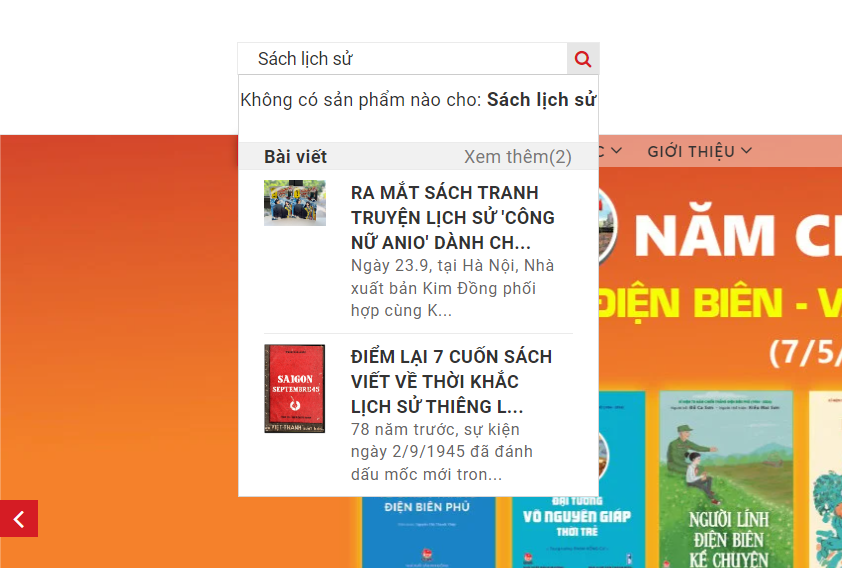 Sách lịch sử
Không có sản phẩm nào cho: Sách lịch sử
Bài viết
Xem thêm(2)
GIỚI THIỆU
RA MẮT SÁCH TRANH
TRUYỆN LỊCH SỬ 'CÔNG
NỮ ANIO' DÀNH CH...
Ngày 23.9, tại Hà Nội, Nhà
xuất bản Kim Đồng phối
hợp cùng K...
ĐIỂM LẠI 7 CUỐN SÁCH
VIẾT VỀ THỜI KHẮC
LỊCH SỬ THIÊNG L...
78 năm trước, sự kiện
ngày 2/9/1945 đã đánh
dấu mốc mới tron...
SAIGON
SEPTEMBRE45
NĂM CH
ĐIỆN BIÊN - V
(7/5/
ĐIỆN BIÊN PHỦ
ĐẠI TƯỚNG
VÕ NGUYÊN GIÁP
THỜI TRẺ
NGƯỜI LÍNH
ĐIỆN BIÊN
KỂ CHUYỆN